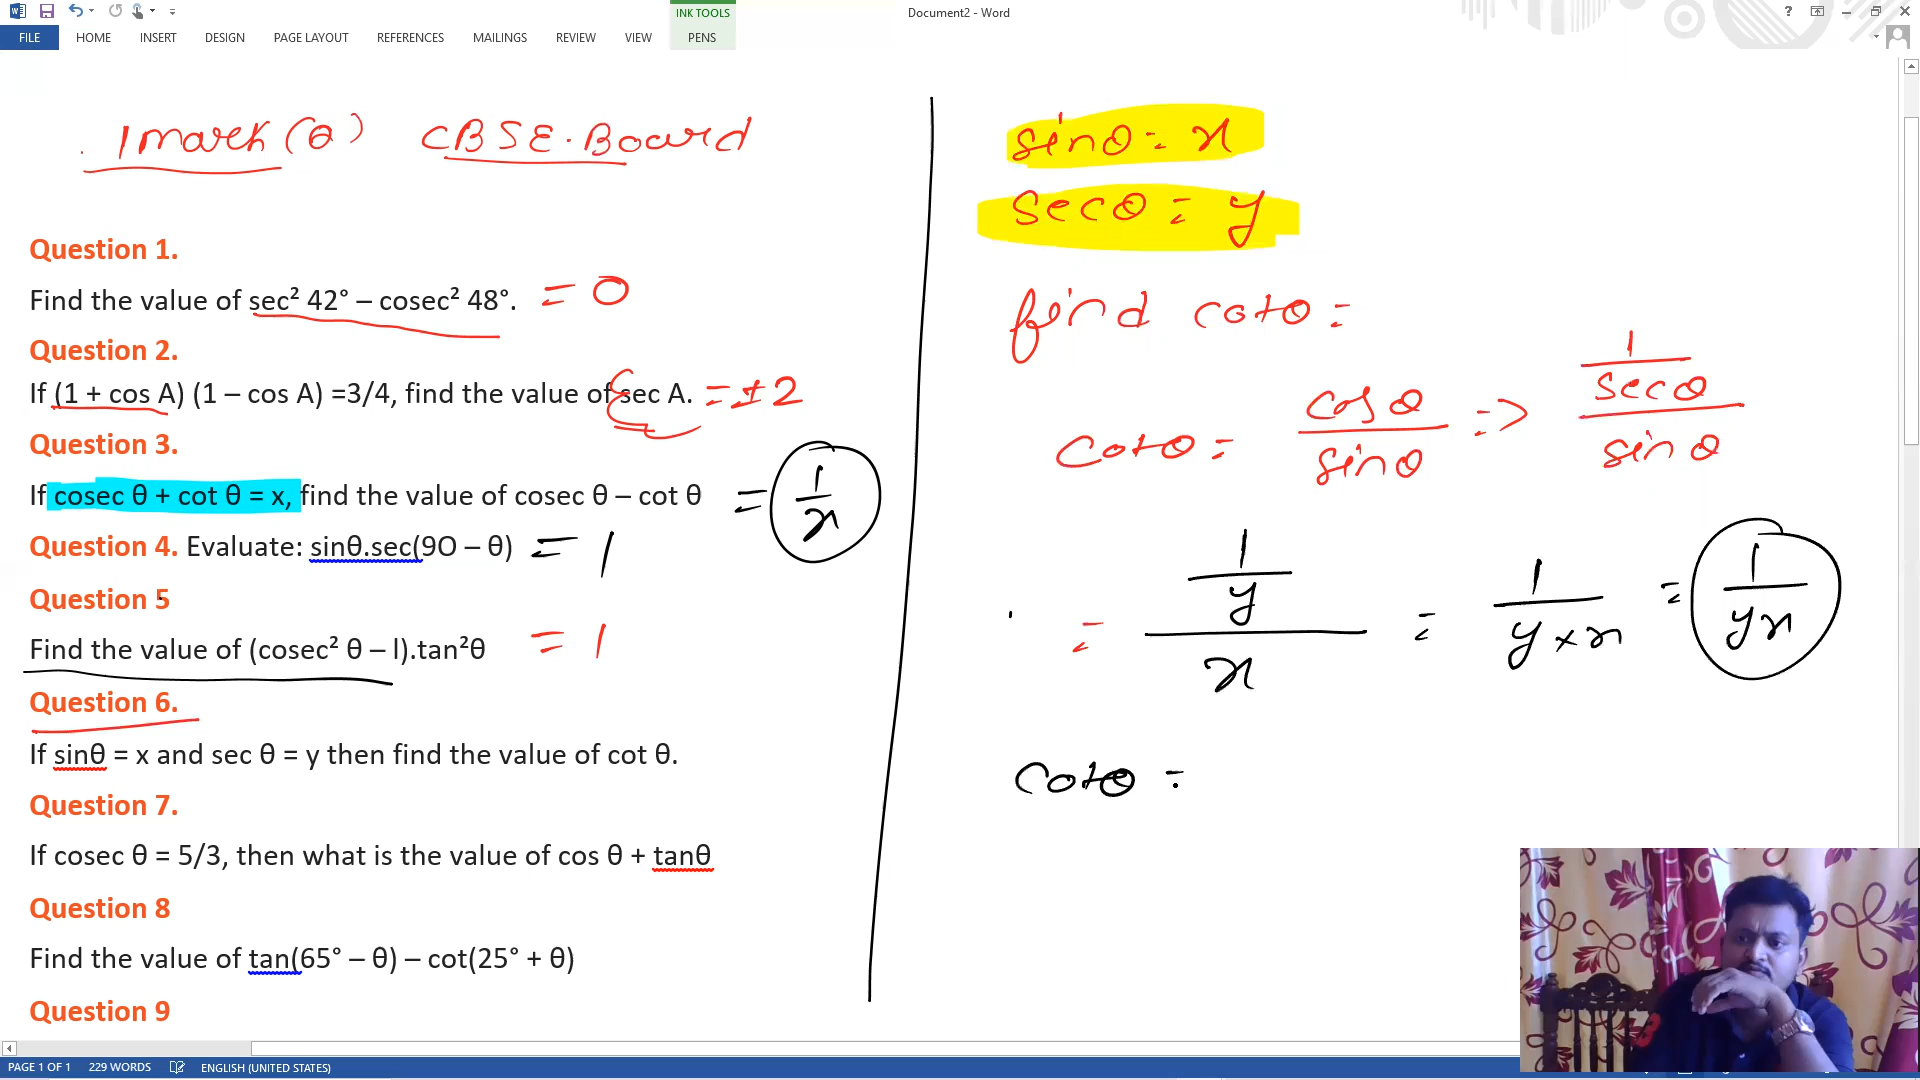 INK TOOLS
Document2 - Word
?
FILE HOME INSERT DESIGN PAGE LAYOUT REFERENCES MAILINGS REVIEW VIEW PENS
1 mark (θ) CBSE. Board
Question 1.
Find the value of sec² 42° – cosec² 48°. = 0
Question 2.
If (1 + cos A) (1 – cos A) =3/4, find the value of sec A. = ±2
Question 3.
If cosec θ + cot θ = x, find the value of cosec θ – cot θ = 1/x
Question 4. Evaluate: sinθ.sec(9O – θ) = 1
Question 5
Find the value of (cosec² θ – l).tan²θ = 1
Question 6.
If sinθ = x and sec θ = y then find the value of cot θ.
Question 7.
If cosec θ = 5/3, then what is the value of cos θ + tanθ
Question 8
Find the value of tan(65° – θ) – cot(25° + θ)
Question 9
sinθ = x
secθ = y
find cotθ =
cotθ = cosθ/sinθ => (1/secθ)/sinθ
= (1/y)/x = 1/(y×x) = 1/yx
cotθ =
PAGE 1 OF 1 229 WORDS ENGLISH (UNITED STATES)